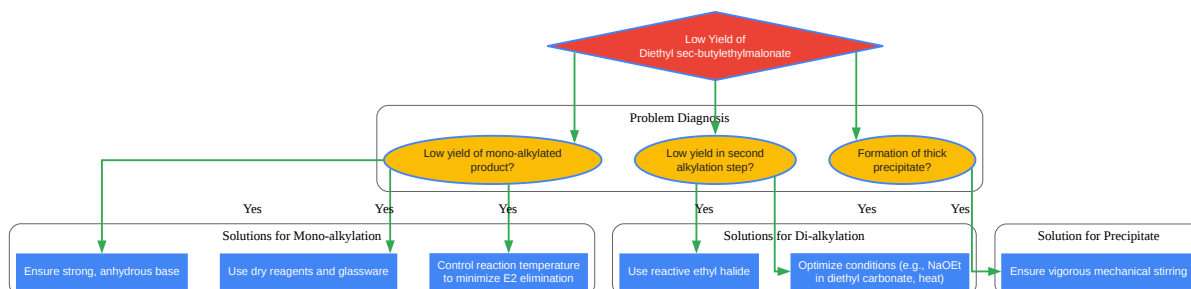 Low Yield of
Diethyl sec-butylethylmalonate
Problem Diagnosis
Low yield of mono-alkylated
product?
Low yield in second
alkylation step?
Formation of thick
precipitate?
Yes
Yes
Yes
Yes
Yes
Yes
Solutions for Mono-alkylation
Solutions for Di-alkylation
Solution for Precipitate
Ensure strong, anhydrous base
Use dry reagents and glassware
Control reaction temperature
to minimize E2 elimination
Use reactive ethyl halide
Optimize conditions (e.g., NaOEt
in diethyl carbonate, heat)
Ensure vigorous mechanical stirring